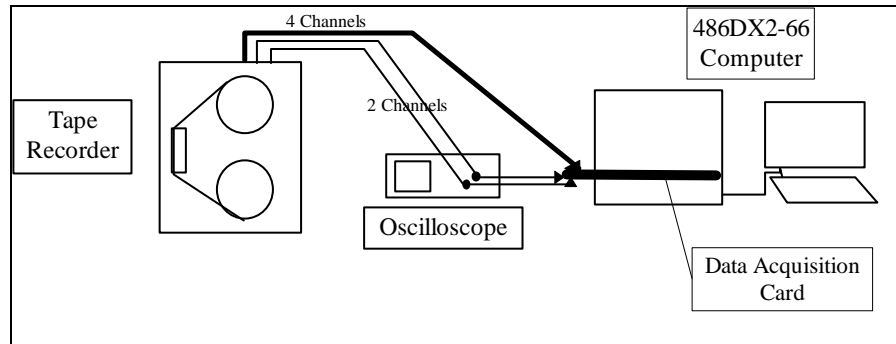 4 Channels
486DX2-66
Computer
Tape
Recorder
2 Channels
Oscilloscope
Data Acquisition
Card